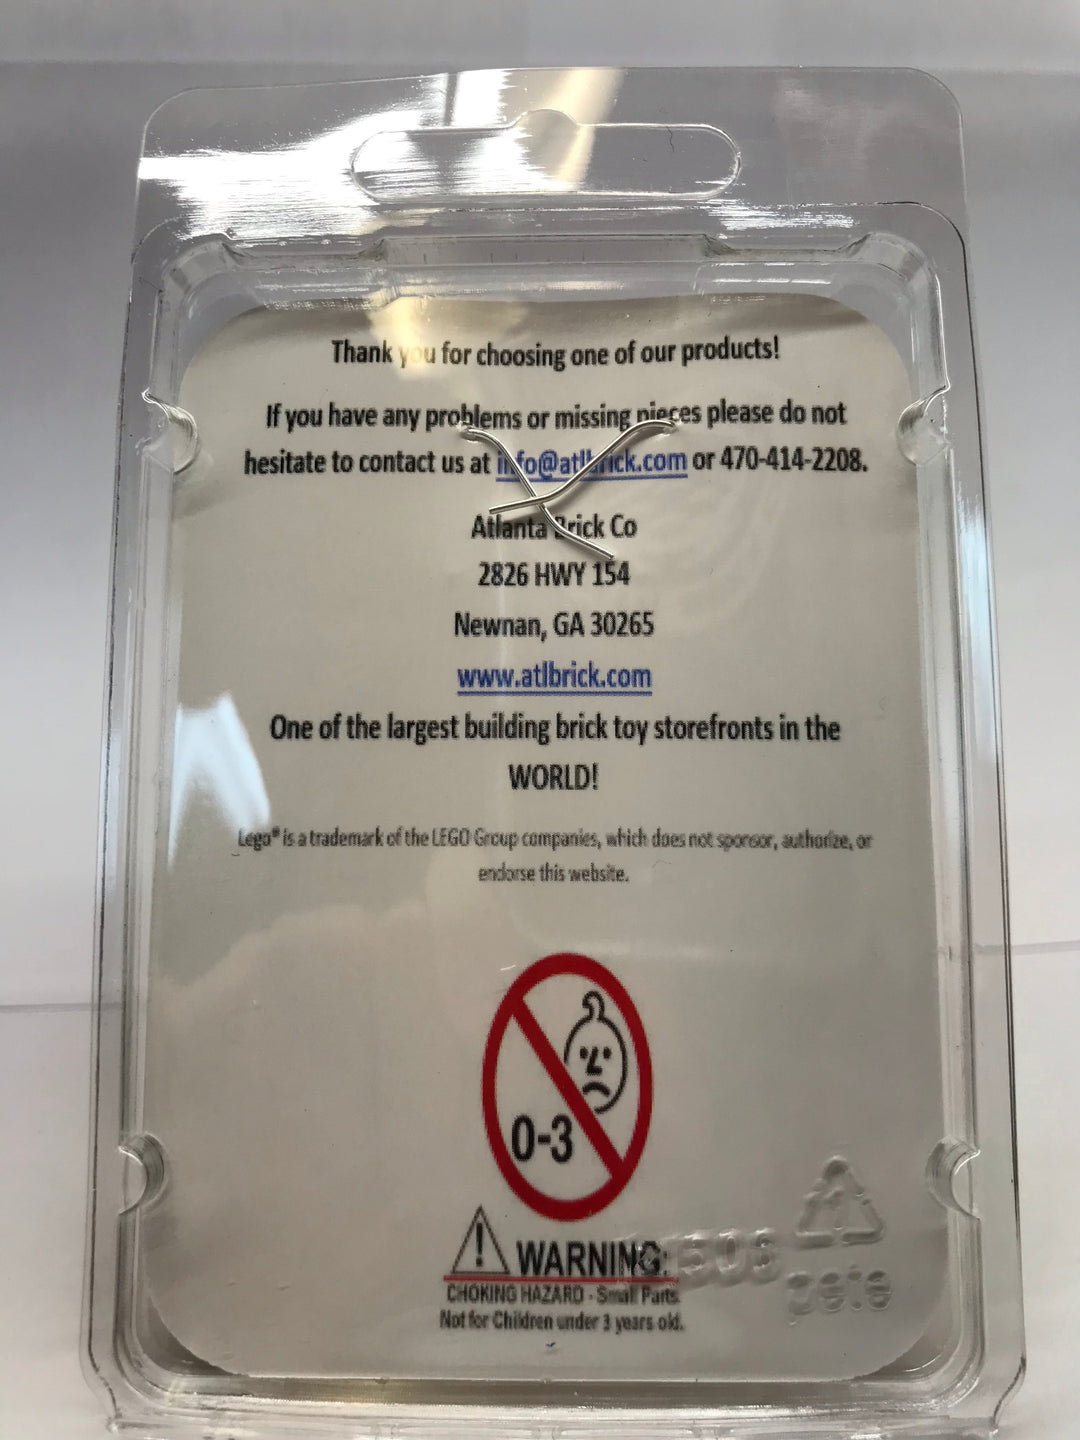 Thank you for choosing one of our products!
If you have any problems or missing pieces please do not
hesitate to contact us at info@atlbrick.com or 470-414-2208.
Atlanta Brick Co
2826 HWY 154
Newnan, GA 30265
www.atlbrick.com
One of the largest building brick toy storefronts in the
WORLD!
Lego® is a trademark of the LEGO Group companies, which does not sponsor, authorize, or
endorse this website.
0-3
WARNING:
CHOKING HAZARD - Small Parts.
Not for Children under 3 years old.
1
pete